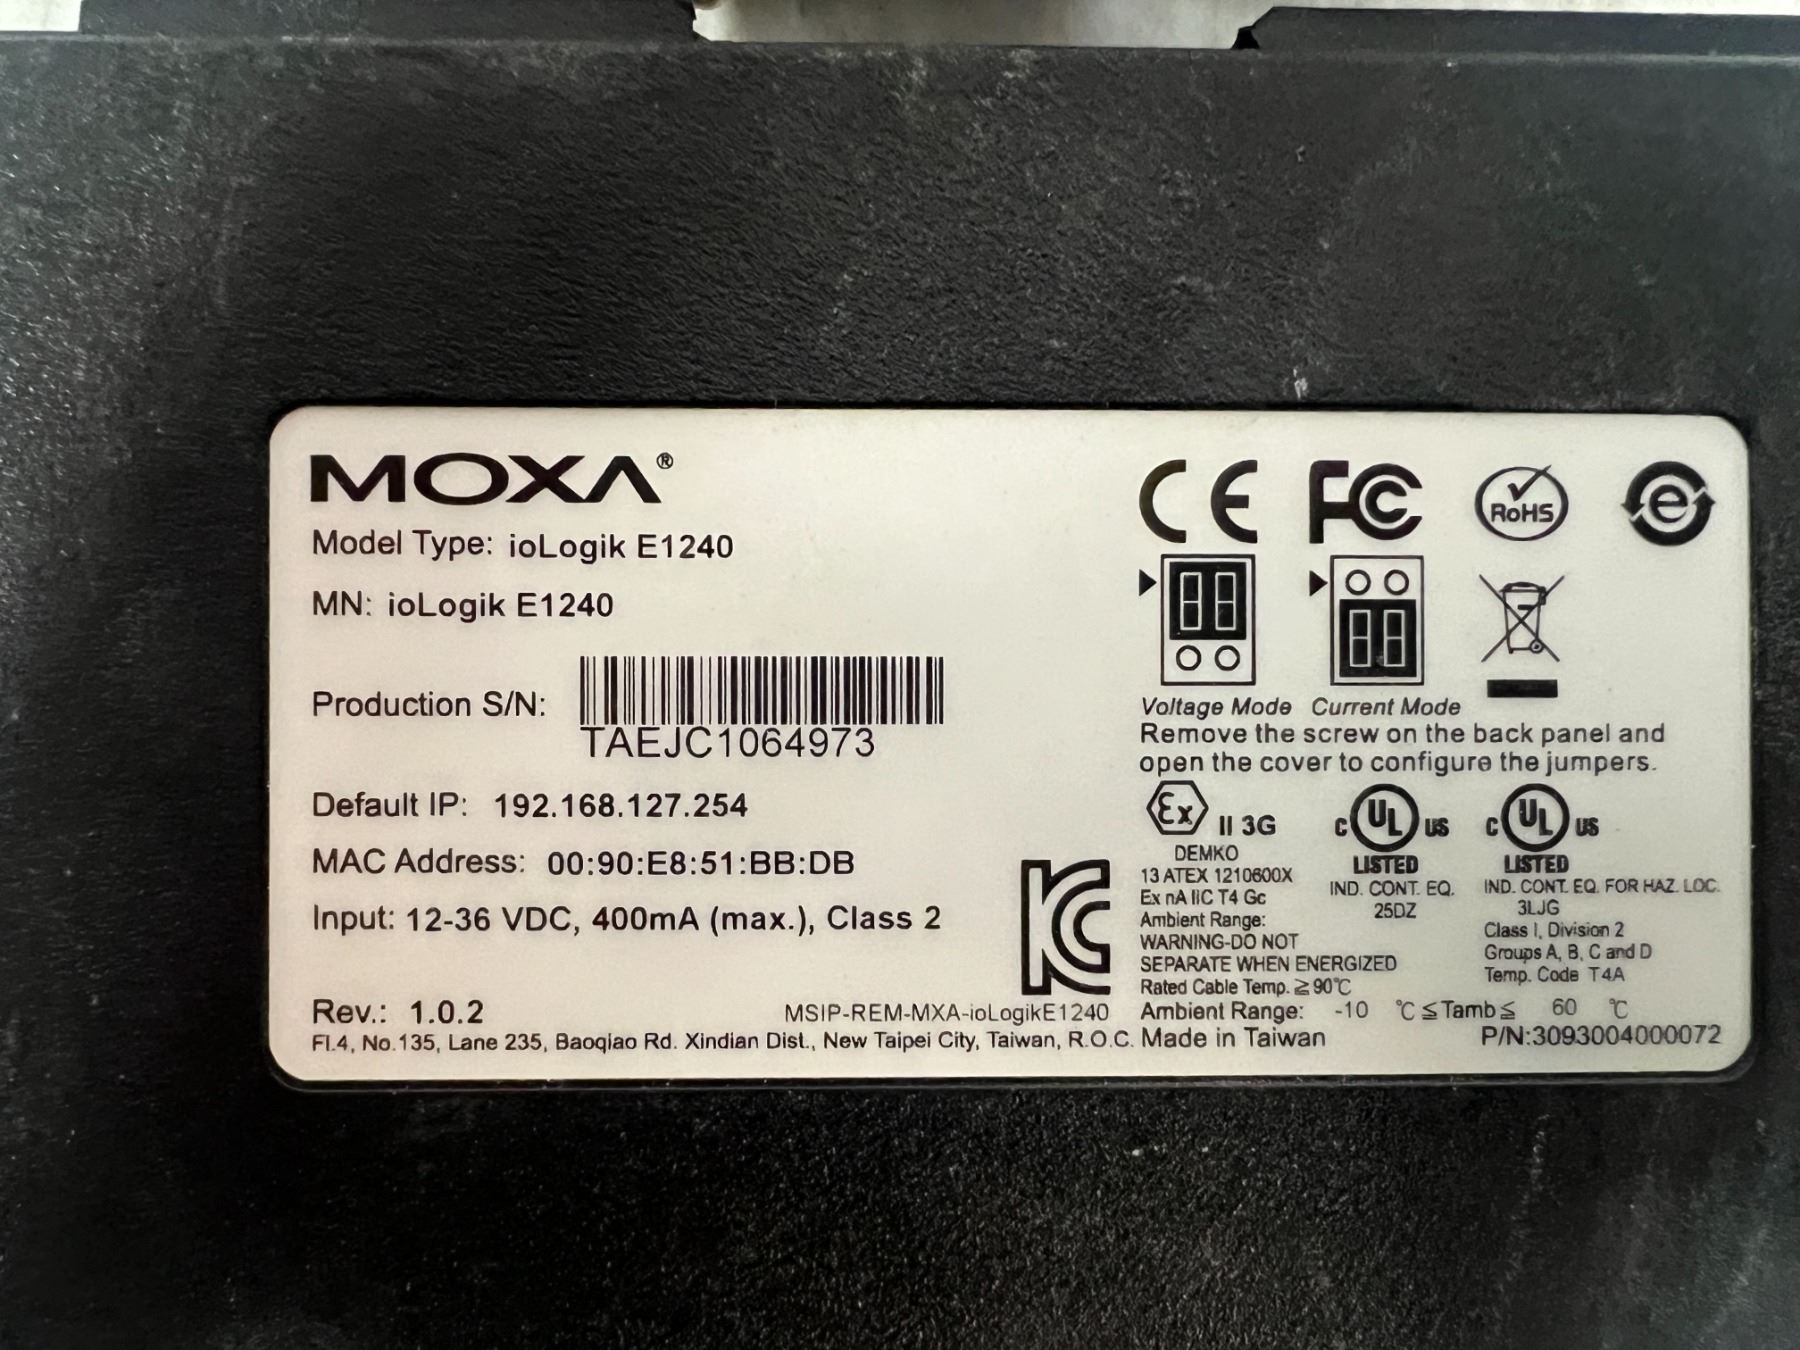 MOXA®
Model Type: ioLogik E1240
MN: ioLogik E1240
Production S/N:
TAEJC1064973
Default IP: 192.168.127.254
MAC Address: 00:90:E8:51:BB:DB
Input: 12-36 VDC, 400mA (max.), Class 2
Rev.: 1.0.2
MSIP-REM-MXA-ioLogikE1240
Fl.4, No.135, Lane 235, Baoqiao Rd. Xindian Dist., New Taipei City, Taiwan, R.O.C.
CE FC RoHS e
Voltage Mode Current Mode
Remove the screw on the back panel and
open the cover to configure the jumpers.
Ex II 3G
DEMKO
13 ATEX 1210600X
Ex nA IIC T4 Gc
Ambient Range:
WARNING-DO NOT
SEPARATE WHEN ENERGIZED
Rated Cable Temp. ≥90℃
Ambient Range: -10 ℃≤Tamb≤ 60 ℃
Made in Taiwan
c UL us
LISTED
IND. CONT. EQ.
25DZ
c UL us
LISTED
IND. CONT. EQ. FOR HAZ. LOC.
3LJG
Class I, Division 2
Groups A, B, C and D
Temp. Code T4A
P/N:3093004000072